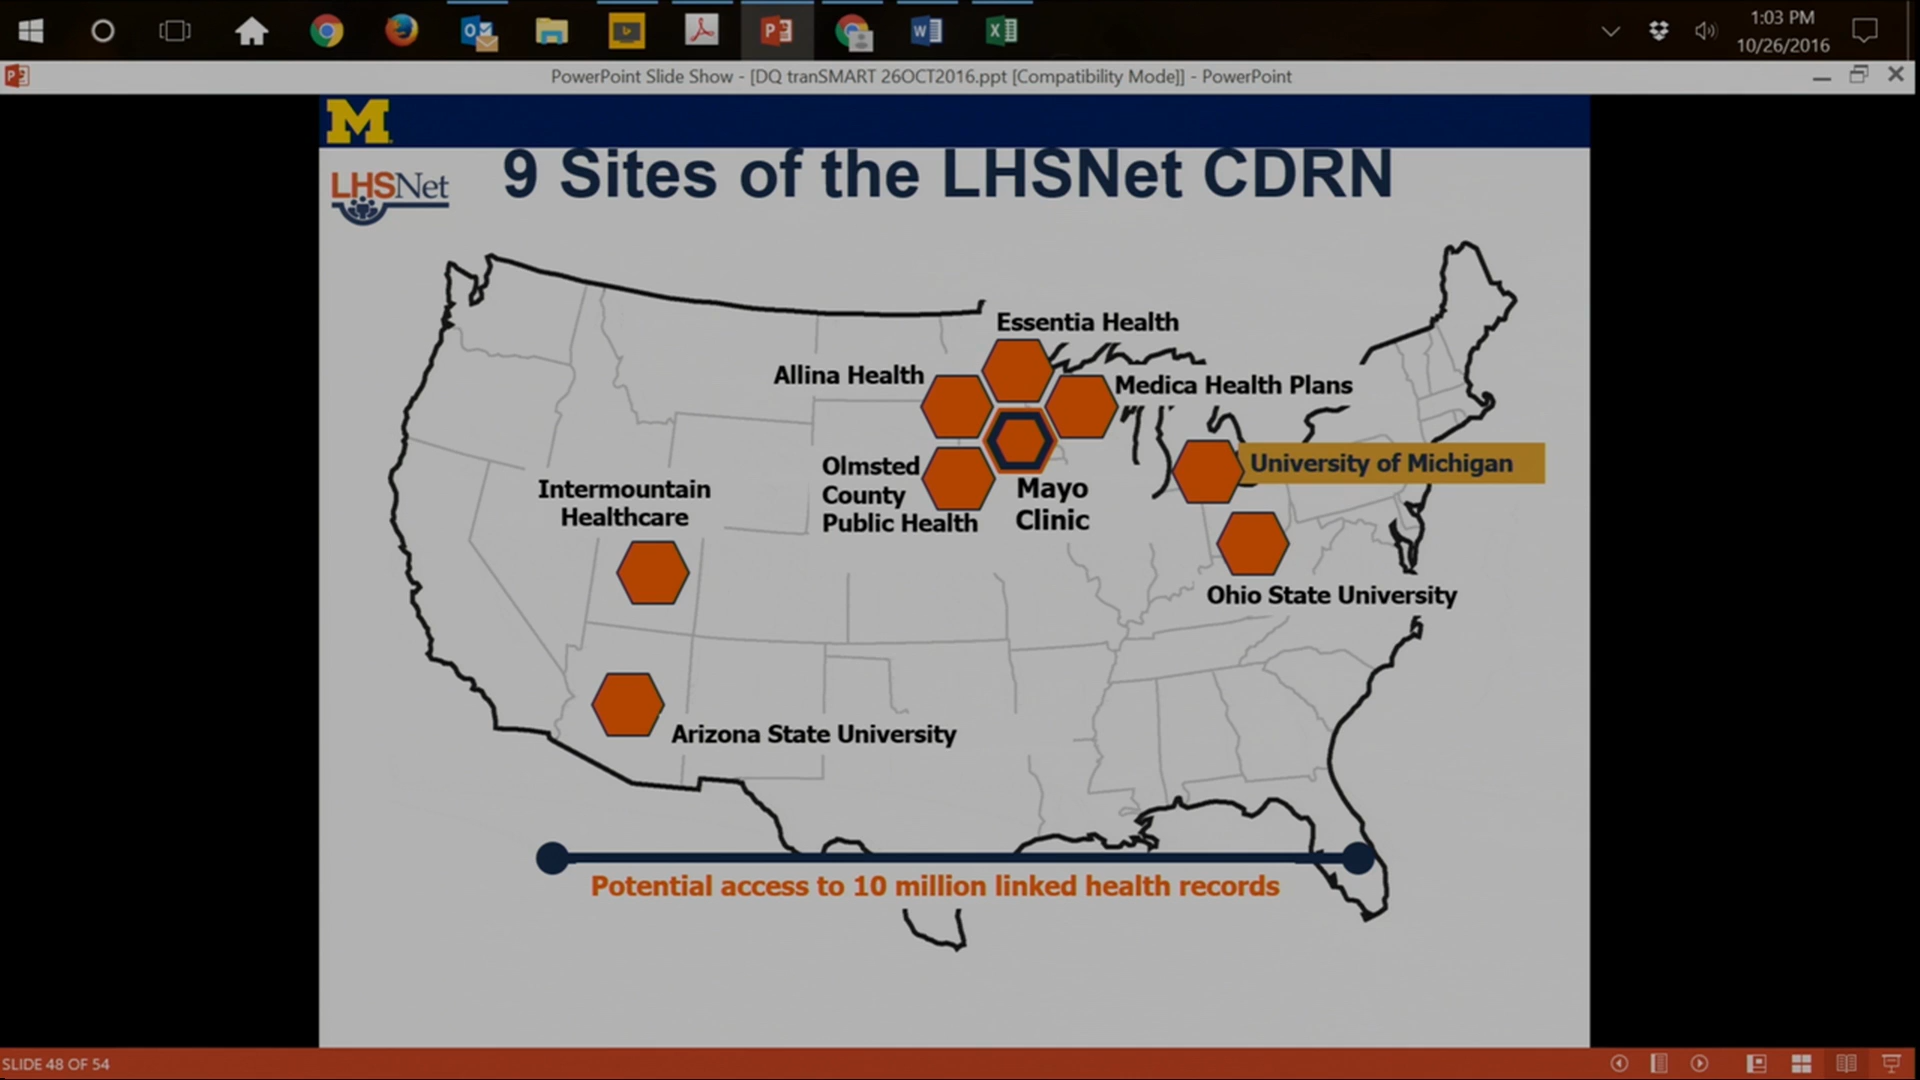 1:03 PM
10/26/2016
PowerPoint Slide Show - [DQ tranSMART 26OCT2016.ppt [Compatibility Mode]] - PowerPoint
M
LHSNet
9 Sites of the LHSNet CDRN
Essentia Health
Allina Health
Medica Health Plans
University of Michigan
Olmsted
County
Public Health
Mayo
Clinic
Intermountain
Healthcare
Ohio State University
Arizona State University
Potential access to 10 million linked health records
SLIDE 48 OF 54